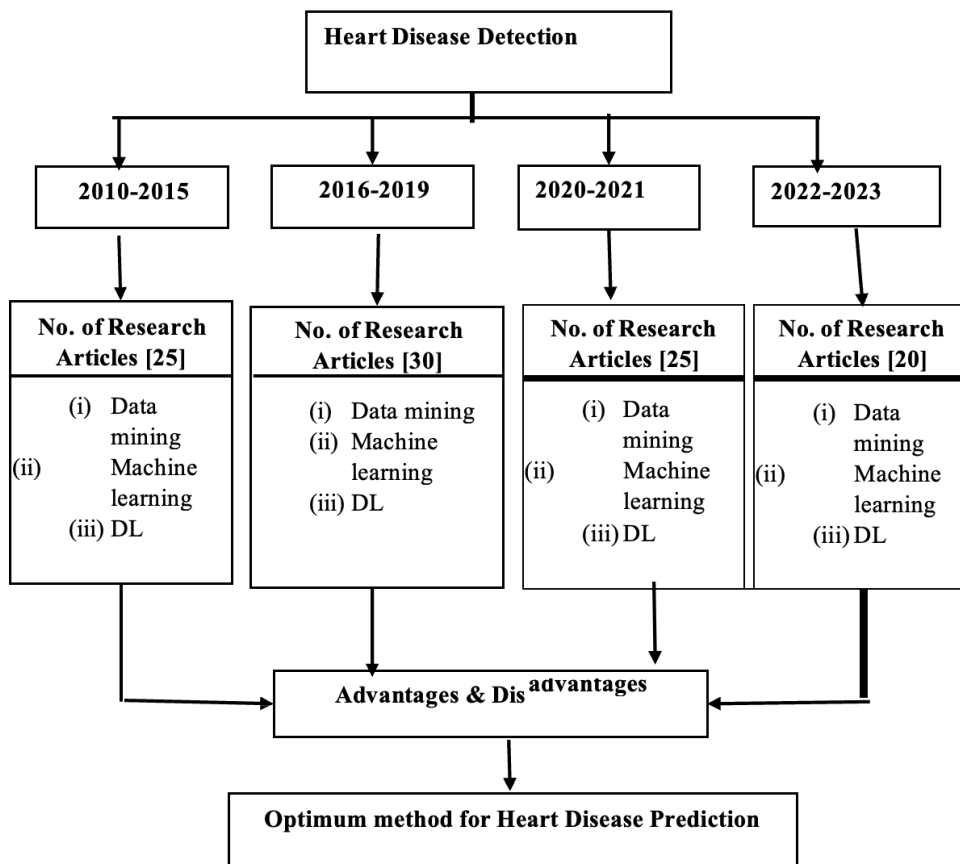 Heart Disease Detection
2010-2015
2016-2019
2020-2021
2022-2023
No. of Research
Articles [25]
(i) Data
mining
(ii) Machine
learning
(iii) DL
No. of Research
Articles [30]
(i) Data mining
(ii) Machine
learning
(iii) DL
No. of Research
Articles [25]
(i) Data
mining
(ii) Machine
learning
(iii) DL
No. of Research
Articles [20]
(i) Data
mining
(ii) Machine
learning
(iii) DL
Advantages & Disadvantages
Optimum method for Heart Disease Prediction